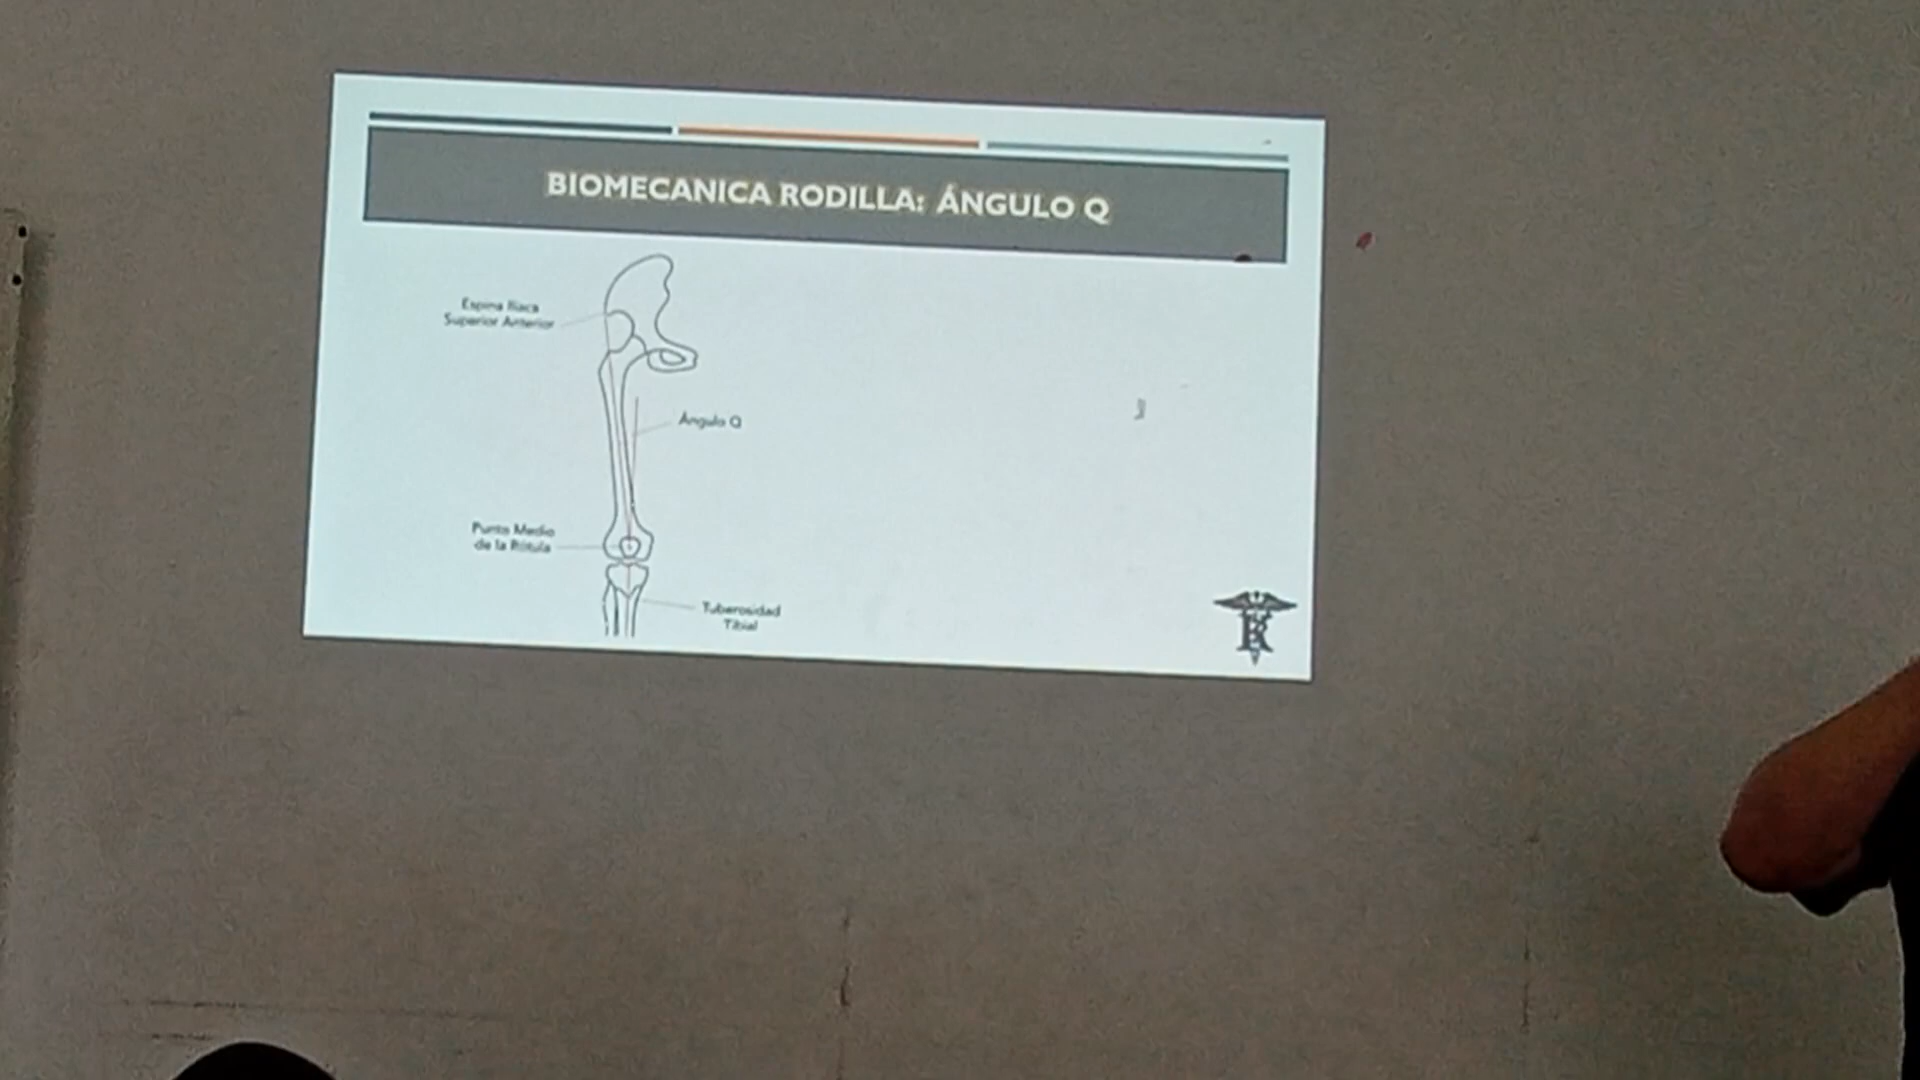 BIOMECANICA RODILLA: ÁNGULO Q
Espina Iliaca
Superior Anterior
Ángulo Q
Punto Medio
de la Rótula
Tuberosidad
Tibial